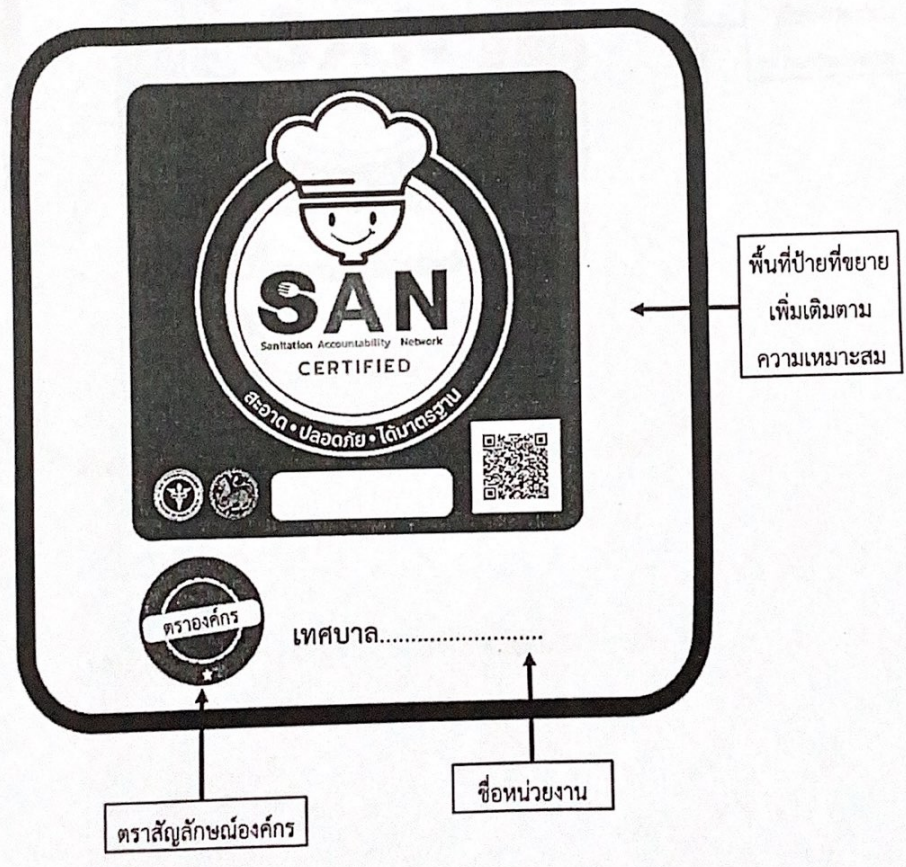 SAN
Sanitation Accountability Network
CERTIFIED
สะอาด • ปลอดภัย • ได้มาตรฐาน
พื้นที่ป้ายที่ขยาย
เพิ่มเติมตาม
ความเหมาะสม
ตราองค์กร
เทศบาล..........................
ชื่อหน่วยงาน
ตราสัญลักษณ์องค์กร